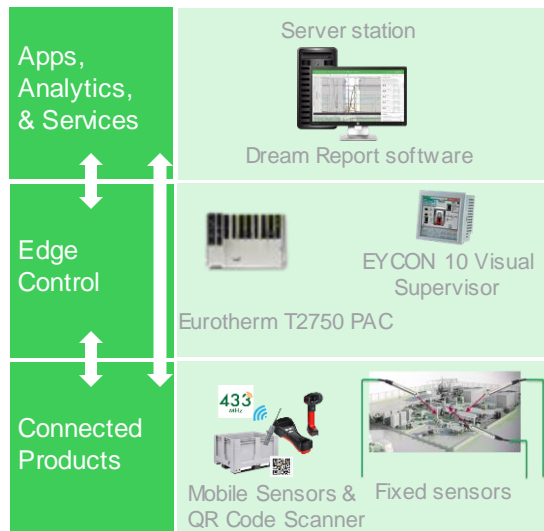 Apps,
Analytics,
& Services
Server station
Dream Report software
Edge
Control
EYCON 10 Visual
Supervisor
Eurotherm T2750 PAC
Connected
Products
433
MHz
Mobile Sensors &
QR Code Scanner
Fixed sensors